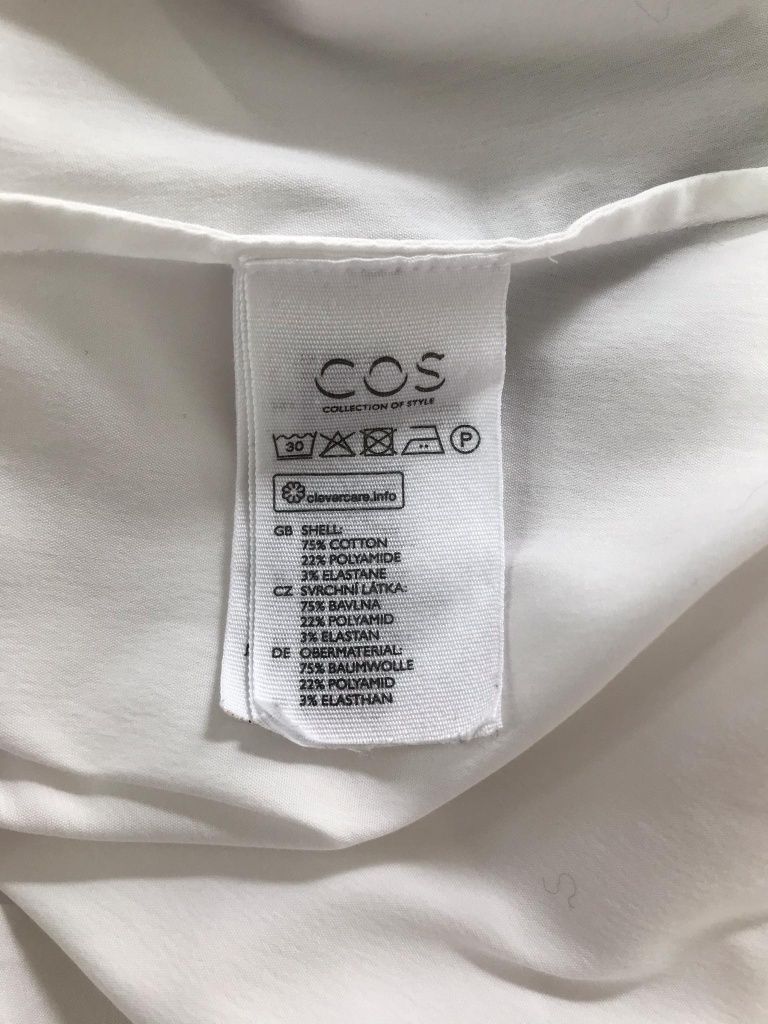 COS
COLLECTION OF STYLE
30 P
clevercare.info
GB SHELL:
75% COTTON
22% POLYAMIDE
3% ELASTANE
CZ SVRCHNÍ LÁTKA:
75% BAVLNA
22% POLYAMID
3% ELASTAN
DE OBERMATERIAL:
75% BAUMWOLLE
22% POLYAMID
3% ELASTHAN